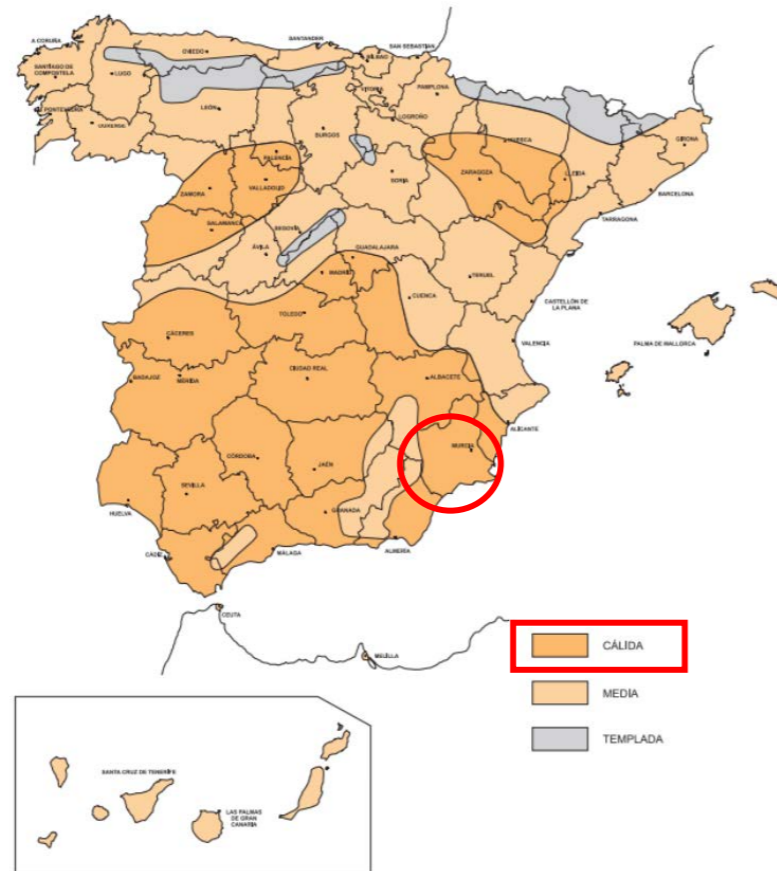 SANTANDER
A CORUÑA
OVIEDO
SAN SEBASTIÁN
BILBAO
SANTIAGO DE
COMPOSTELA
LUGO
VITORIA
PAMPLONA
PONTEVEDRA
LEÓN
LOGROÑO
OURENSE
BURGOS
HUESCA
GIRONA
PALENCIA
ZARAGOZA
LLEIDA
ZAMORA
VALLADOLID
SORIA
BARCELONA
TARRAGONA
SALAMANCA
SEGOVIA
ÁVILA
GUADALAJARA
MADRID
TERUEL
CUENCA
CASTELLÓN DE
LA PLANA
TOLEDO
CÁCERES
VALENCIA
PALMA DE MALLORCA
CIUDAD REAL
BADAJOZ
MÉRIDA
ALBACETE
ALICANTE
MURCIA
CÓRDOBA
JAÉN
SEVILLA
HUELVA
GRANADA
ALMERÍA
CÁDIZ
MÁLAGA
CEUTA
MELILLA
CÁLIDA
MEDIA
TEMPLADA
SANTA CRUZ DE TENERIFE
LAS PALMAS
DE GRAN
CANARIA